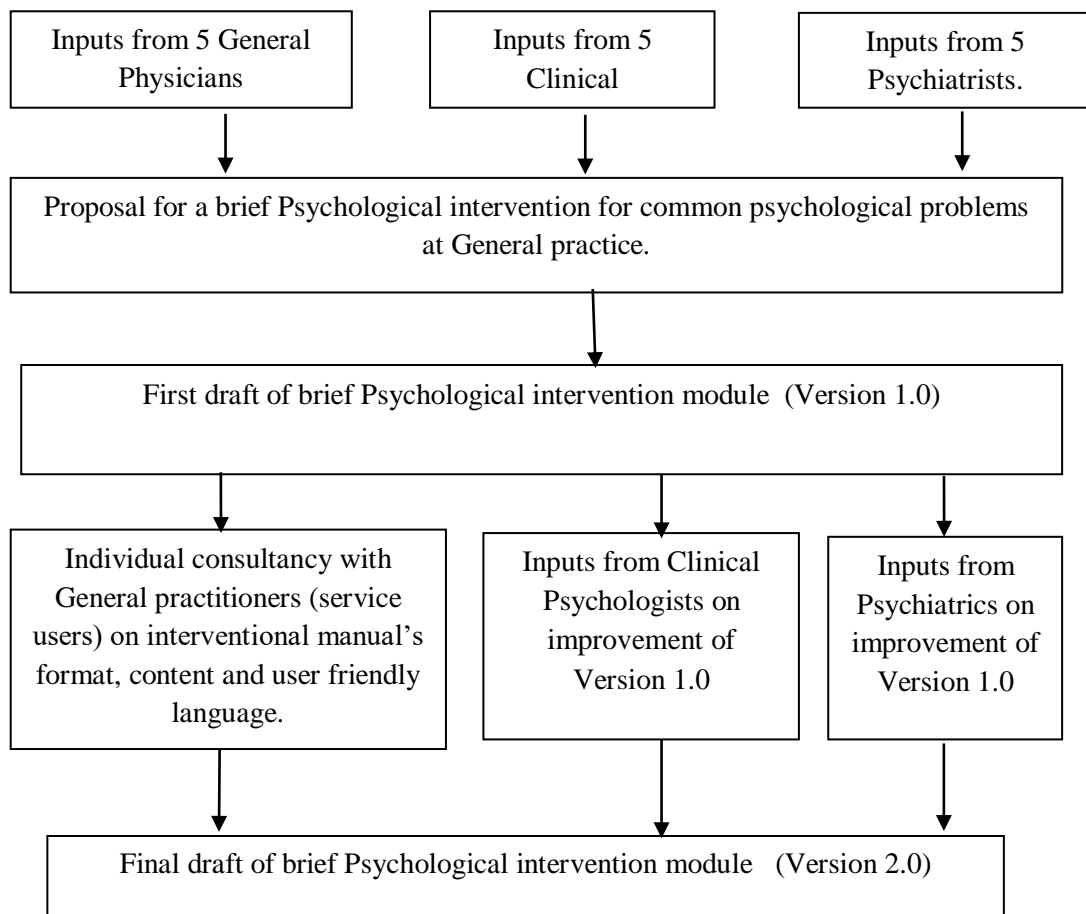 Inputs from 5 General
Physicians
Inputs from 5
Clinical
Inputs from 5
Psychiatrists.
Proposal for a brief Psychological intervention for common psychological problems
at General practice.
First draft of brief Psychological intervention module (Version 1.0)
Individual consultancy with
General practitioners (service
users) on interventional manual’s
format, content and user friendly
language.
Inputs from Clinical
Psychologists on
improvement of
Version 1.0
Inputs from
Psychiatrics on
improvement of
Version 1.0
Final draft of brief Psychological intervention module (Version 2.0)